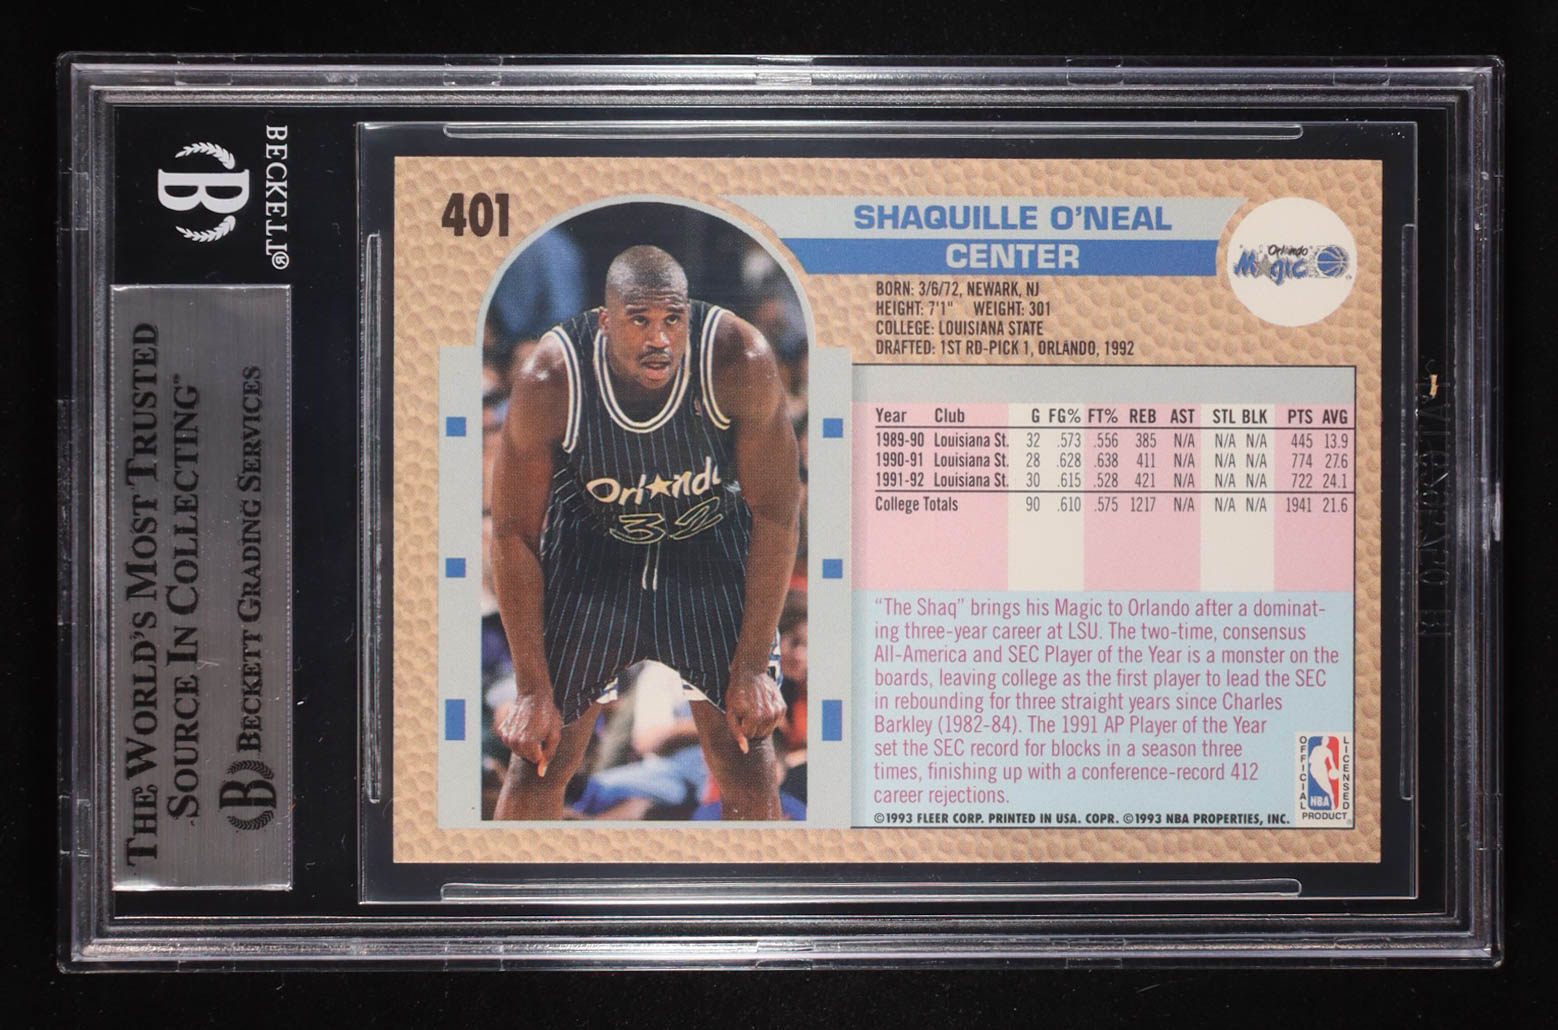 BECKETT®
B
THE WORLD'S MOST TRUSTED
SOURCE IN COLLECTING™
B BECKETT GRADING SERVICES
401
SHAQUILLE O'NEAL
CENTER
Orlando
Magic
BORN: 3/6/72, NEWARK, NJ
HEIGHT: 7'1" WEIGHT: 301
COLLEGE: LOUISIANA STATE
DRAFTED: 1ST RD-PICK 1, ORLANDO, 1992
Orlando
32
Year Club G FG% FT% REB AST STL BLK PTS AVG
1989-90 Louisiana St. 32 .573 .556 385 N/A N/A N/A 445 13.9
1990-91 Louisiana St. 28 .628 .638 411 N/A N/A N/A 774 27.6
1991-92 Louisiana St. 30 .615 .528 421 N/A N/A N/A 722 24.1
College Totals 90 .610 .575 1217 N/A N/A N/A 1941 21.6
"The Shaq" brings his Magic to Orlando after a dominat-
ing three-year career at LSU. The two-time, consensus
All-America and SEC Player of the Year is a monster on the
boards, leaving college as the first player to lead the SEC
in rebounding for three straight years since Charles
Barkley (1982-84). The 1991 AP Player of the Year
set the SEC record for blocks in a season three
times, finishing up with a conference-record 412
career rejections.
OFFICIAL LICENSED
NBA
PRODUCT®
©1993 FLEER CORP. PRINTED IN USA. COPR. ©1993 NBA PROPERTIES, INC.